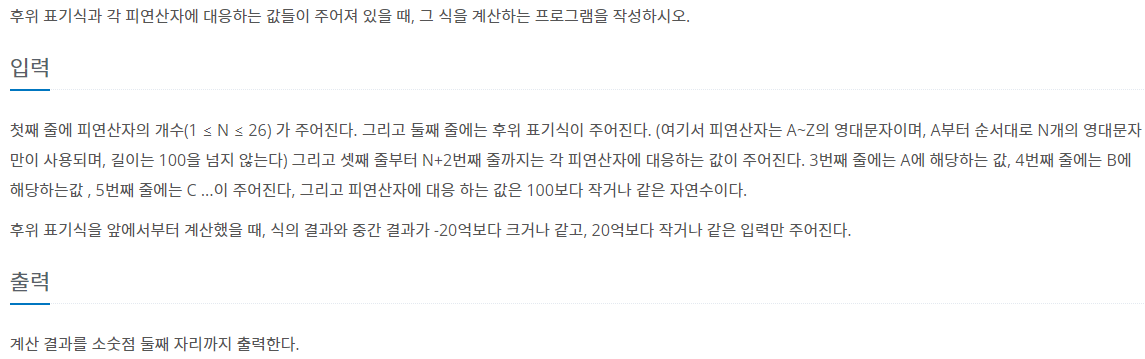 후위 표기식과 각 피연산자에 대응하는 값들이 주어져 있을 때, 그 식을 계산하는 프로그램을 작성하시오.
입력
첫째 줄에 피연산자의 개수(1 ≤ N ≤ 26) 가 주어진다. 그리고 둘째 줄에는 후위 표기식이 주어진다. (여기서 피연산자는 A~Z의 영대문자이며, A부터 순서대로 N개의 영대문자
만이 사용되며, 길이는 100을 넘지 않는다) 그리고 셋째 줄부터 N+2번째 줄까지는 각 피연산자에 대응하는 값이 주어진다. 3번째 줄에는 A에 해당하는 값, 4번째 줄에는 B에
해당하는값 , 5번째 줄에는 C ...이 주어진다, 그리고 피연산자에 대응 하는 값은 100보다 작거나 같은 자연수이다.
후위 표기식을 앞에서부터 계산했을 때, 식의 결과와 중간 결과가 -20억보다 크거나 같고, 20억보다 작거나 같은 입력만 주어진다.
출력
계산 결과를 소숫점 둘째 자리까지 출력한다.